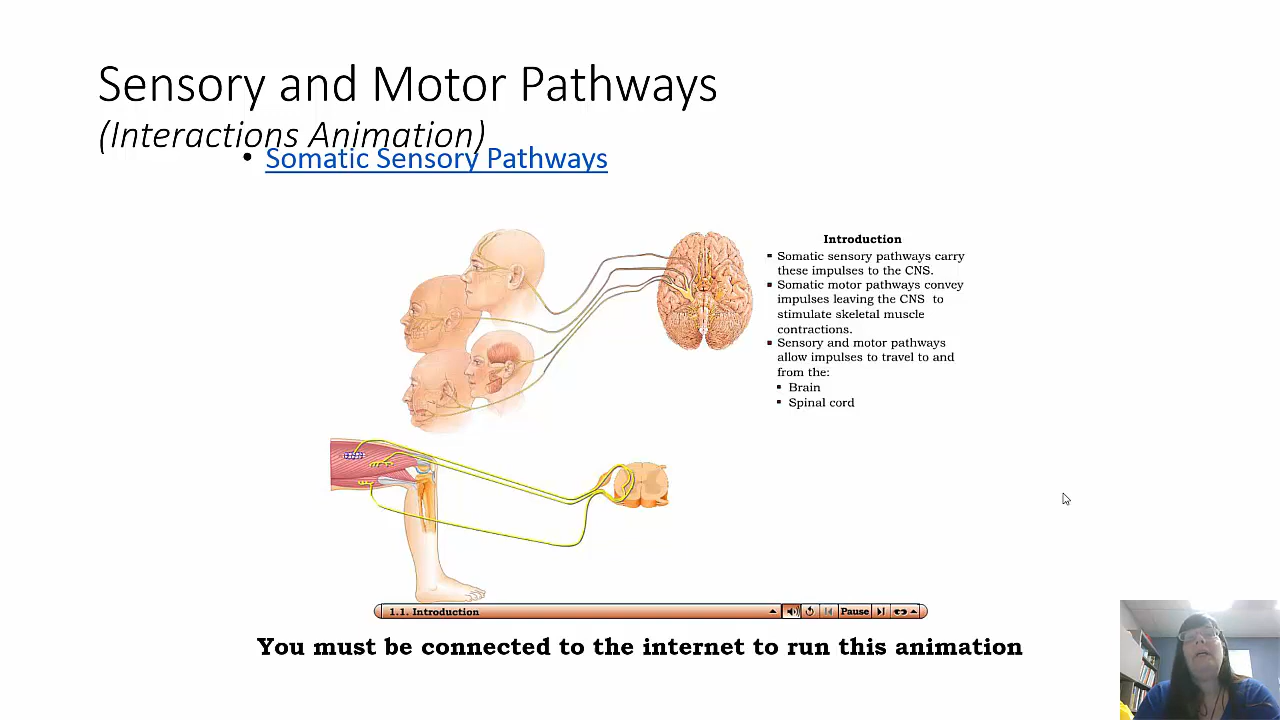 Sensory and Motor Pathways
(Interactions Animation)
• Somatic Sensory Pathways
Introduction
▪ Somatic sensory pathways carry
these impulses to the CNS.
▪ Somatic motor pathways convey
impulses leaving the CNS to
stimulate skeletal muscle
contractions.
▪ Sensory and motor pathways
allow impulses to travel to and
from the:
▪ Brain
▪ Spinal cord
1.1. Introduction
Pause
You must be connected to the internet to run this animation